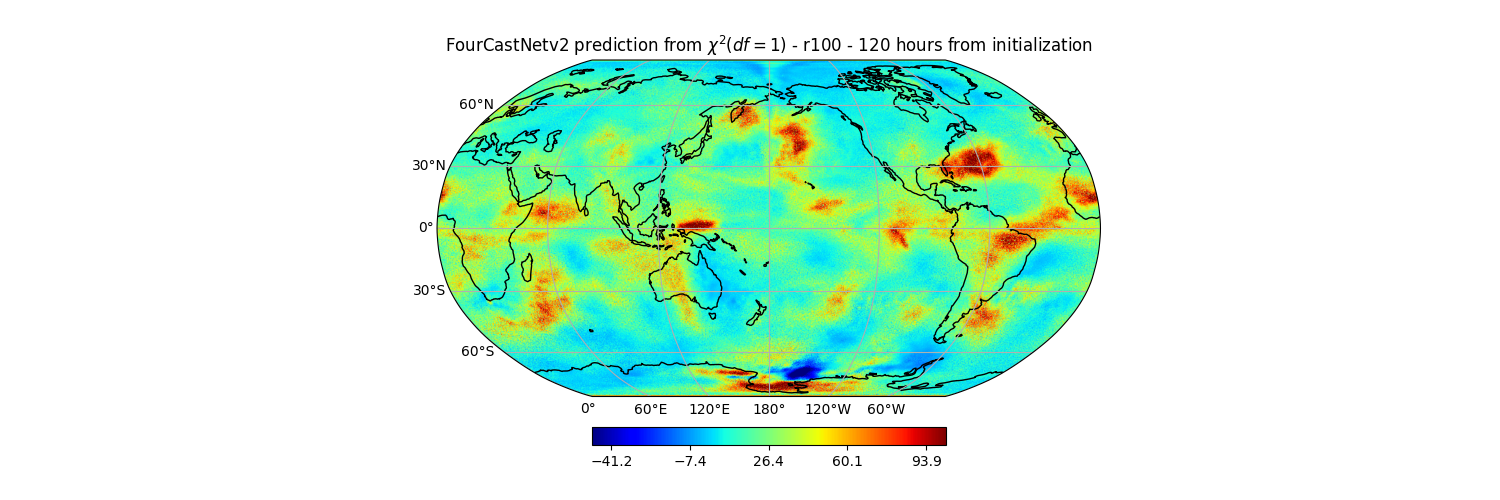 FourCastNetv2 prediction from χ²(df = 1) - r100 - 120 hours from initialization
60°N
30°N
0°
30°S
60°S
0° 60°E 120°E 180° 120°W 60°W
−41.2 −7.4 26.4 60.1 93.9